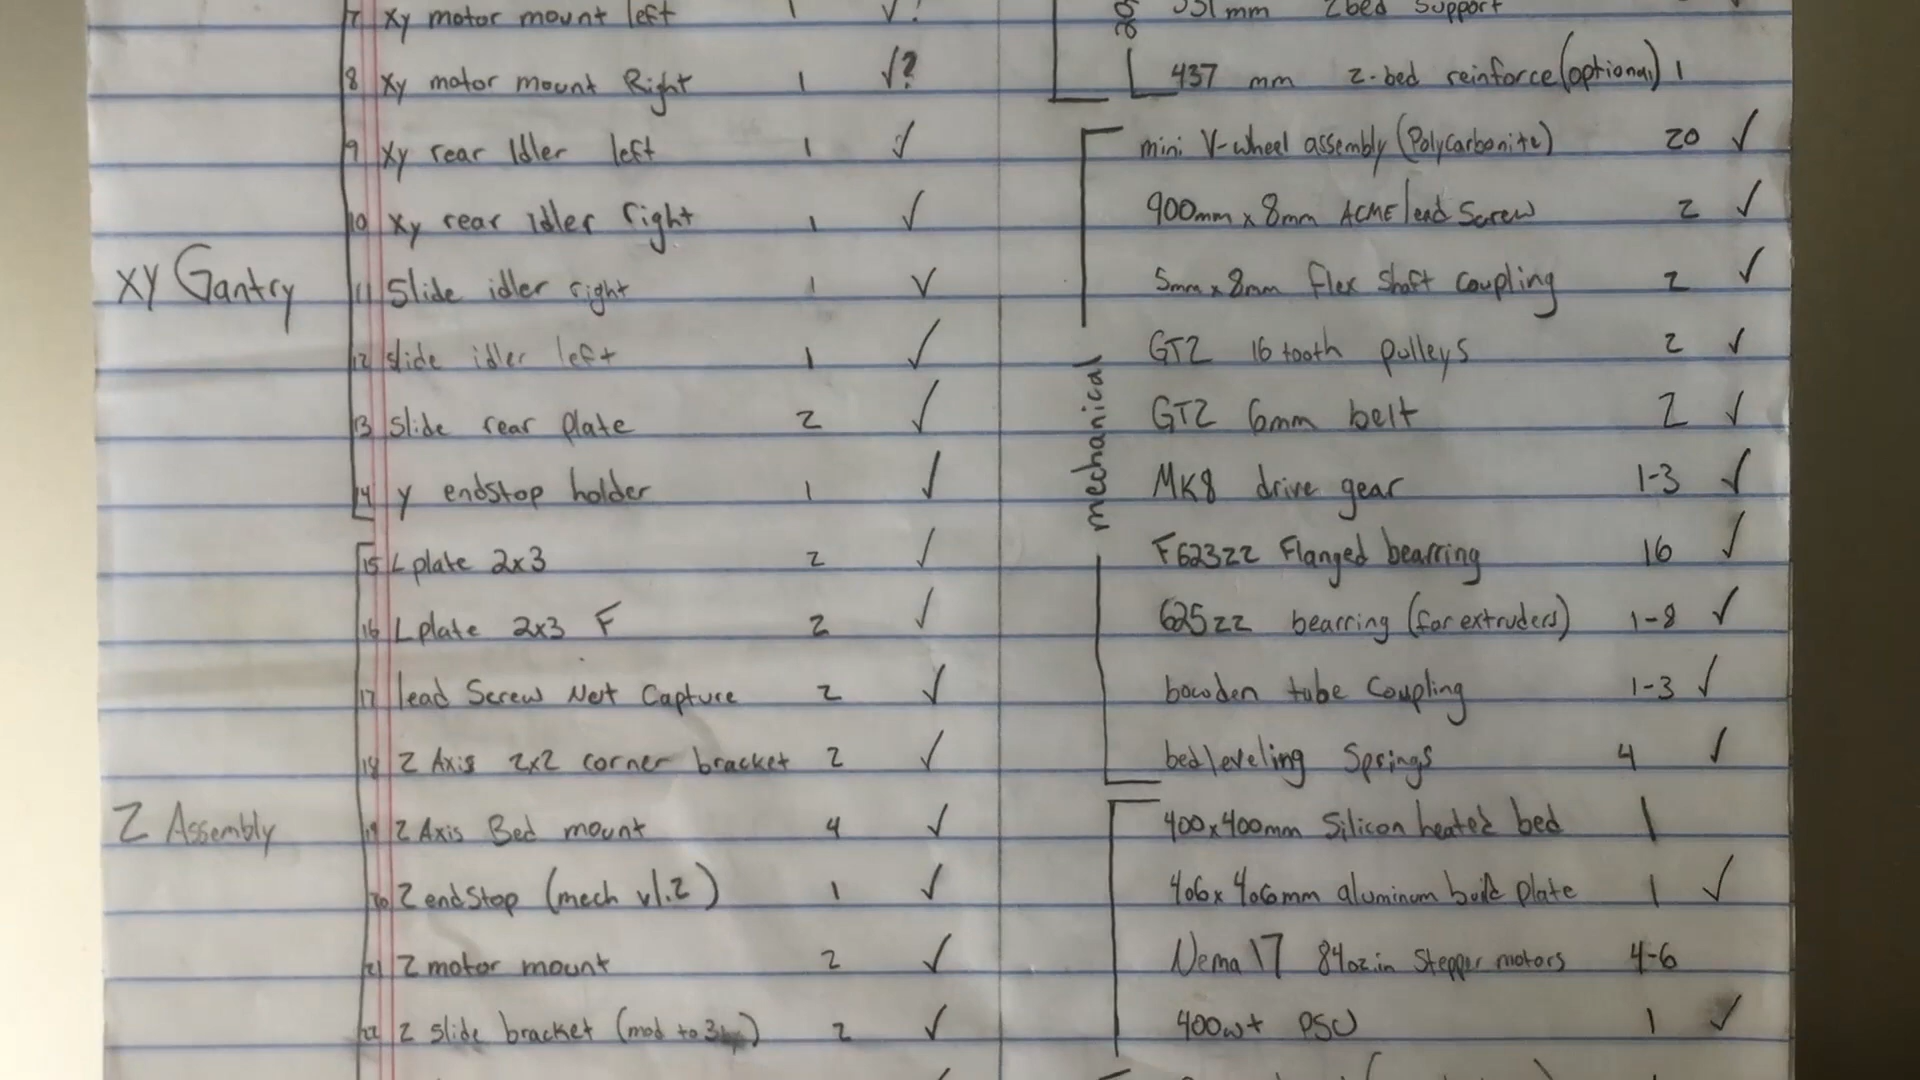 7 Xy motor mount left 1 √?
8 Xy motor mount Right 1 √?
9 Xy rear Idler left 1 √
10 Xy rear idler right 1 √
XY Gantry
11 Slide idler right 1 √
12 slide idler left 1 √
13 slide rear plate 2 √
14 y endstop holder 1 √
15 L plate 2x3 2 √
16 L plate 2x3 F 2 √
17 lead Screw Nut Capture 2 √
18 Z Axis 2x2 corner bracket 2 √
Z Assembly
19 Z Axis Bed mount 4 √
20 Z endstop (mech v1.2) 1 √
21 Z motor mount 2 √
22 Z slide bracket (mod to 2 √
mm Zbed Support
437 mm z-bed reinforce (optional) 1
mechanical
mini V-wheel assembly (Polycarbonite) 20 √
900mm x 8mm ACME lead Screw 2 √
5mm x 8mm flex shaft coupling 2 √
GT2 16 tooth pulleys 2 √
GT2 6mm belt 2 √
MK8 drive gear 1-3 √
F623ZZ Flanged bearring 16 √
625zz bearring (for extruders) 1-8 √
bowden tube Coupling 1-3 √
bed leveling Springs 4 √
400x400mm Silicon heated bed 1
406x406mm aluminum build plate 1 √
Nema 17 84oz.in Stepper motors 4-6
400wt PSU 1 √